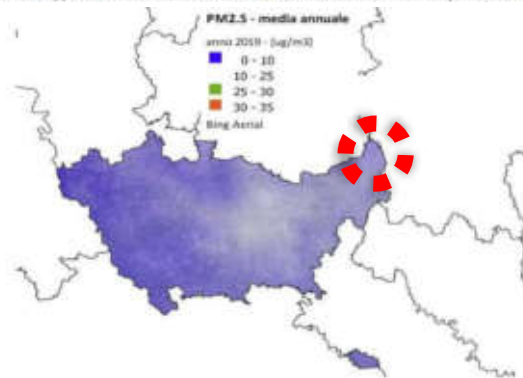 PM2.5 - media annuale
anno 2019 - (ug/m3)
0 - 10
10 - 25
25 - 30
30 - 35
Bing Aerial